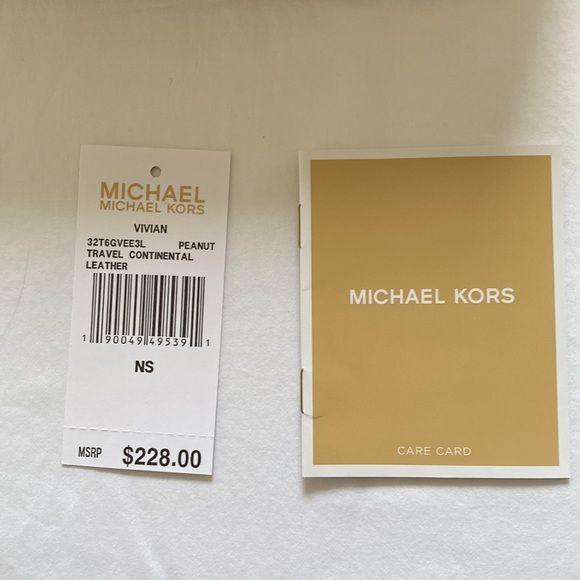 MICHAEL
MICHAEL KORS
VIVIAN
32T6GVEE3L PEANUT
TRAVEL CONTINENTAL
LEATHER
1 90049 49539 1
NS
MSRP $228.00
MICHAEL KORS
CARE CARD